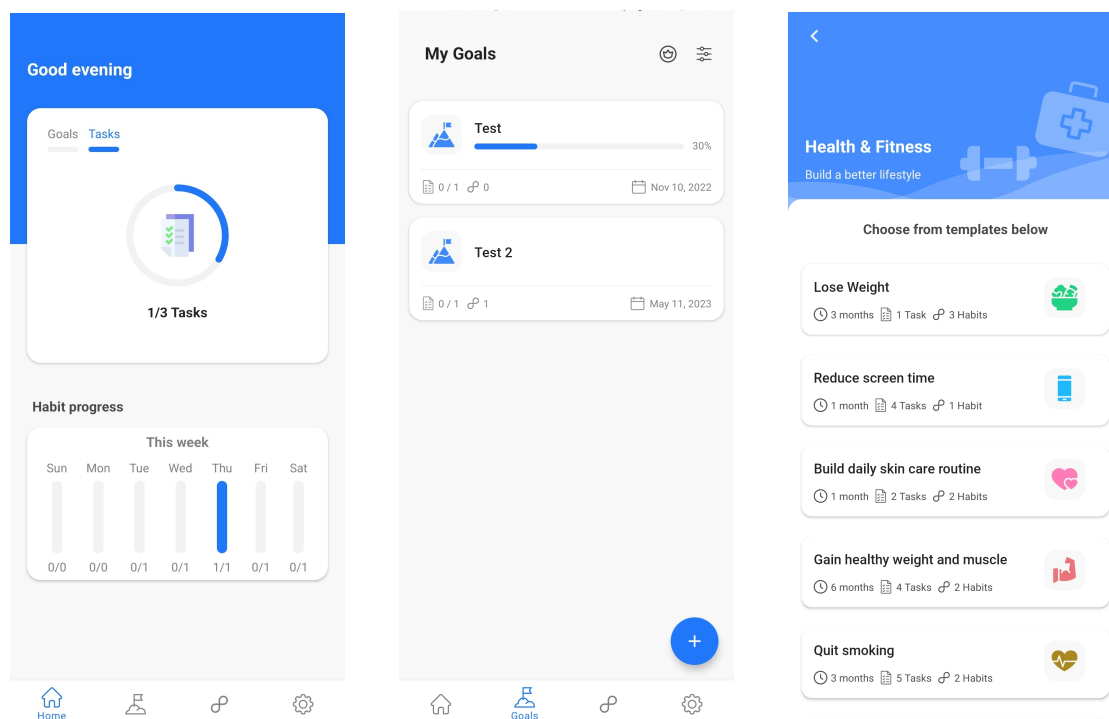 Good evening
Goals Tasks
1/3 Tasks
Habit progress
This week
Sun Mon Tue Wed Thu Fri Sat
0/0 0/0 0/1 0/1 1/1 0/1 0/1
Home
My Goals
Test
30%
0 / 1 0 Nov 10, 2022
Test 2
0 / 1 1 May 11, 2023
+
Goals
Health & Fitness
Build a better lifestyle
Choose from templates below
Lose Weight
3 months 1 Task 3 Habits
Reduce screen time
1 month 4 Tasks 1 Habit
Build daily skin care routine
1 month 2 Tasks 2 Habits
Gain healthy weight and muscle
6 months 4 Tasks 2 Habits
Quit smoking
3 months 5 Tasks 2 Habits